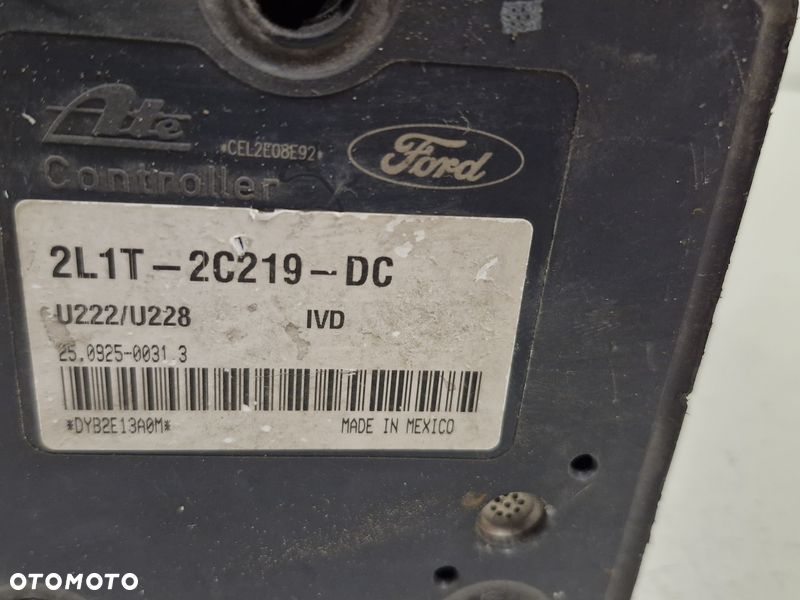 Ate
*CEL2E08E92*
Ford
Controller
2L1T-2C219-DC
U222/U228 IVD
25.0925-0031.3
*DYB2E13A0M* MADE IN MEXICO
OTOMOTO